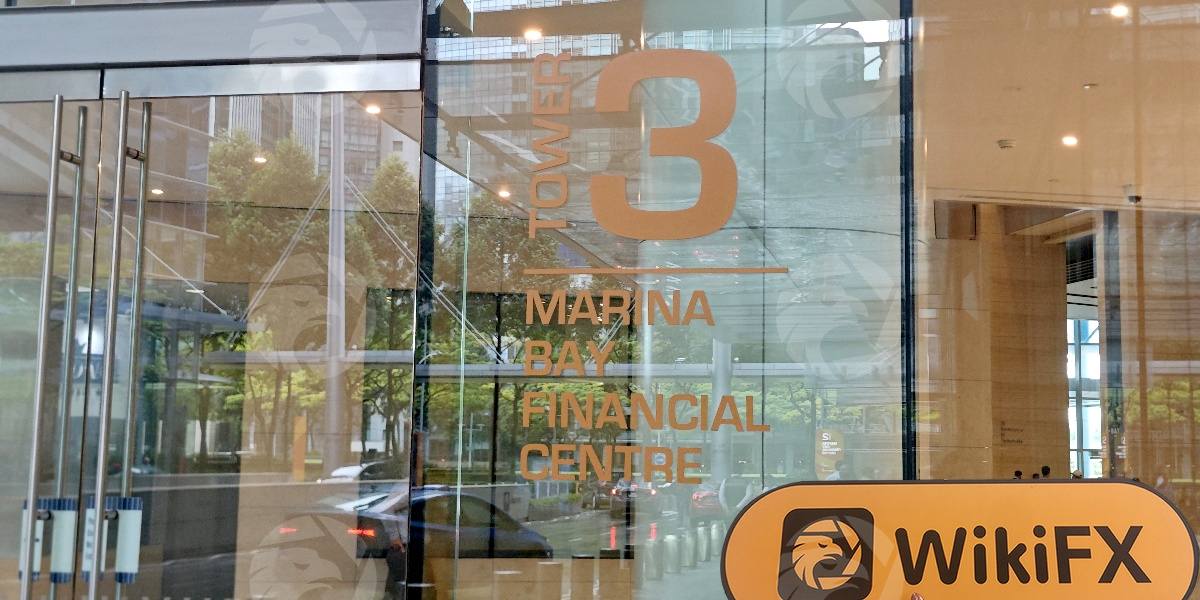 TOWER
3
MARINA
BAY
FINANCIAL
CENTRE
WikiFX